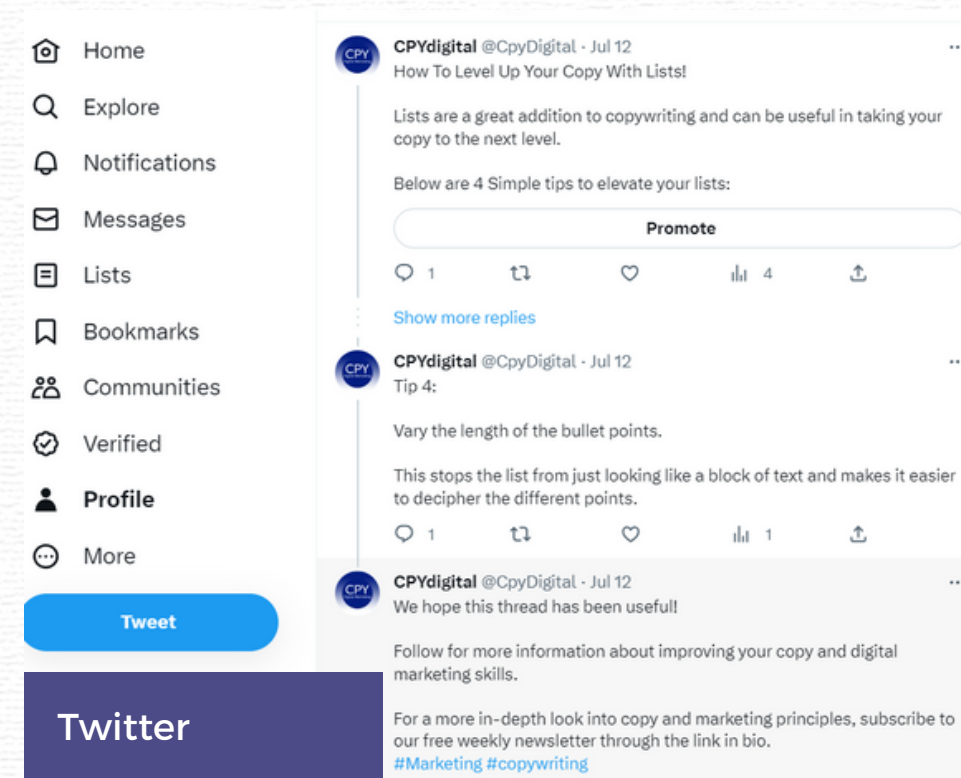 Home
Explore
Notifications
Messages
Lists
Bookmarks
Communities
Verified
Profile
More
Tweet
Twitter
CPY
CPYdigital @CpyDigital · Jul 12
How To Level Up Your Copy With Lists!
Lists are a great addition to copywriting and can be useful in taking your
copy to the next level.
Below are 4 Simple tips to elevate your lists:
Promote
1
4
Show more replies
CPY
CPYdigital @CpyDigital · Jul 12
Tip 4:
Vary the length of the bullet points.
This stops the list from just looking like a block of text and makes it easier
to decipher the different points.
1
1
CPY
CPYdigital @CpyDigital · Jul 12
We hope this thread has been useful!
Follow for more information about improving your copy and digital
marketing skills.
For a more in-depth look into copy and marketing principles, subscribe to
our free weekly newsletter through the link in bio.
#Marketing #copywriting